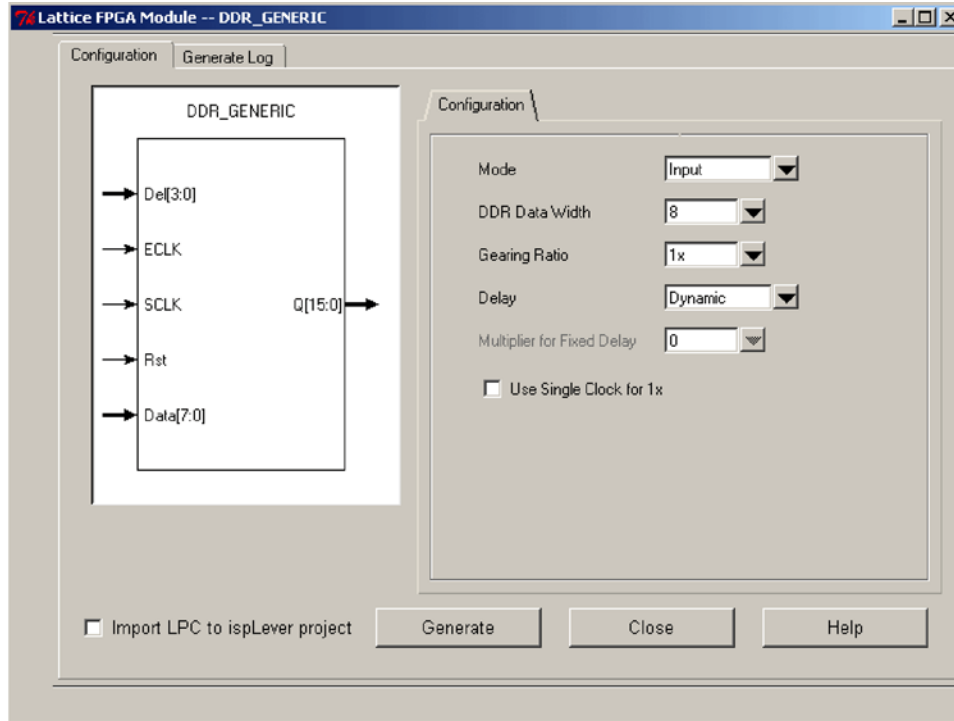 Lattice FPGA Module -- DDR_GENERIC
Configuration
Generate Log
DDR_GENERIC
Del[3:0]
ECLK
SCLK
Q[15:0]
Rst
Data[7:0]
Configuration
Mode Input
DDR Data Width 8
Gearing Ratio 1x
Delay Dynamic
Multiplier for Fixed Delay 0
Use Single Clock for 1x
Import LPC to ispLever project
Generate
Close
Help